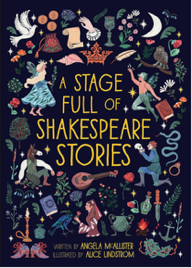 A STAGE
FULL OF
SHAKESPEARE
STORIES
WRITTEN BY ANGELA McALLISTER
ILLUSTRATED BY ALICE LINDSTROM